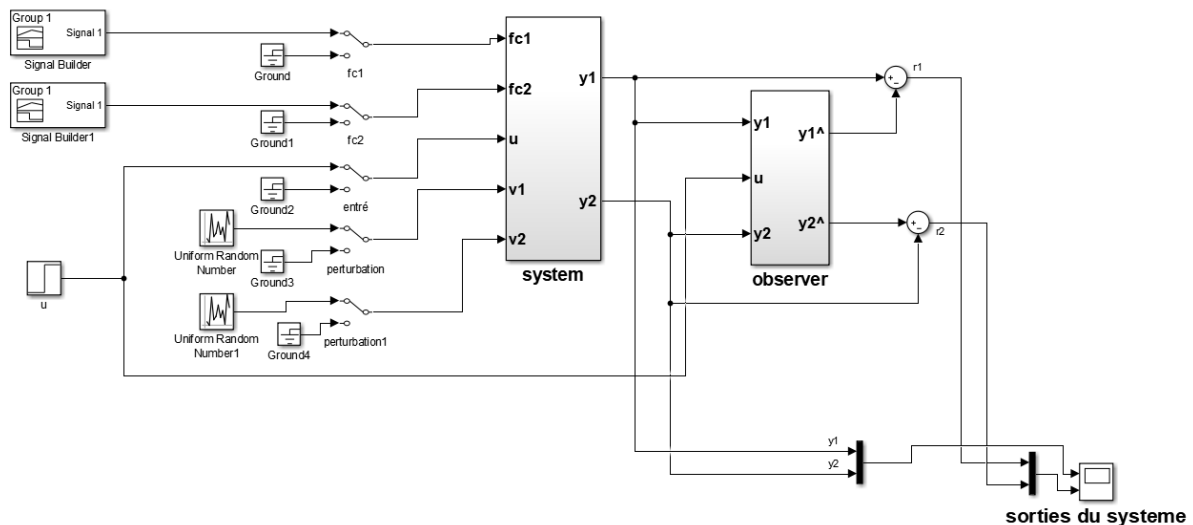 Group 1
Signal 1
Signal Builder
Group 1
Signal 1
Signal Builder1
Ground
fc1
Ground1
fc2
Ground2
entré
Uniform Random
Number
Ground3
perturbation
u
Uniform Random
Number1
Ground4
perturbation1
fc1
fc2
u
v1
v2
y1
y2
system
y1
u
y2
y1^
y2^
observer
+
−
r1
+
−
r2
y1
y2
sorties du systeme